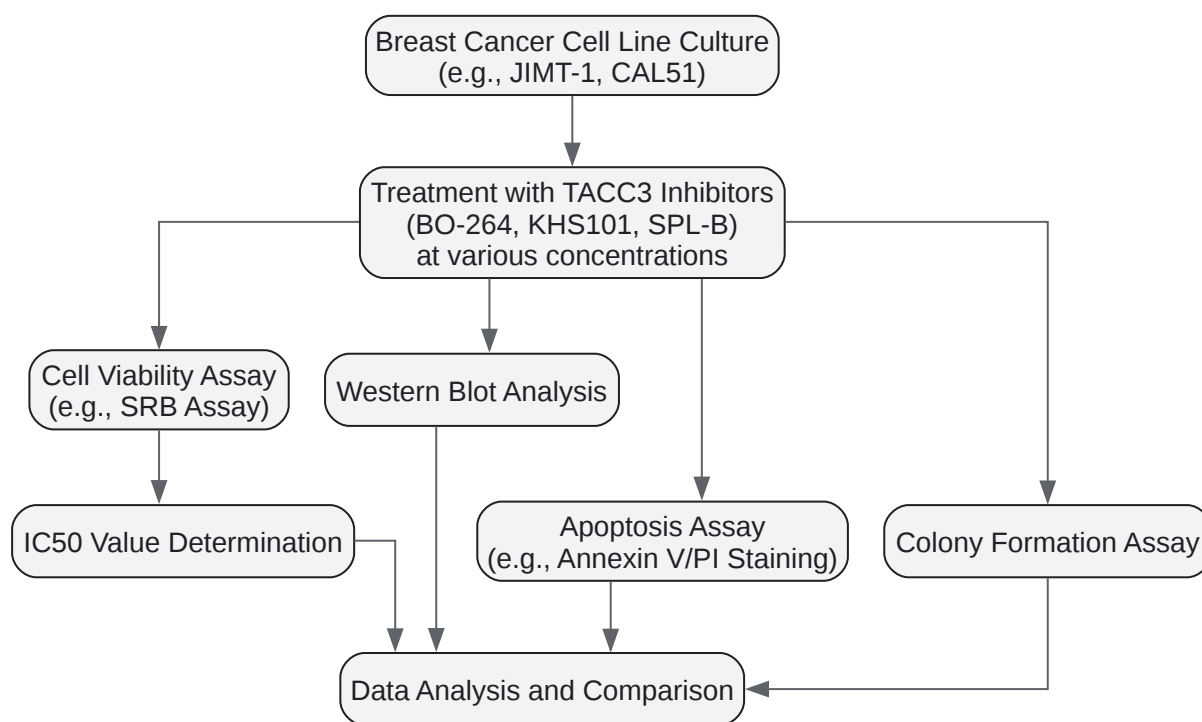 Breast Cancer Cell Line Culture
(e.g., JIMT-1, CAL51)
Treatment with TACC3 Inhibitors
(BO-264, KHS101, SPL-B)
at various concentrations
Cell Viability Assay
(e.g., SRB Assay)
Western Blot Analysis
IC50 Value Determination
Apoptosis Assay
(e.g., Annexin V/PI Staining)
Colony Formation Assay
Data Analysis and Comparison